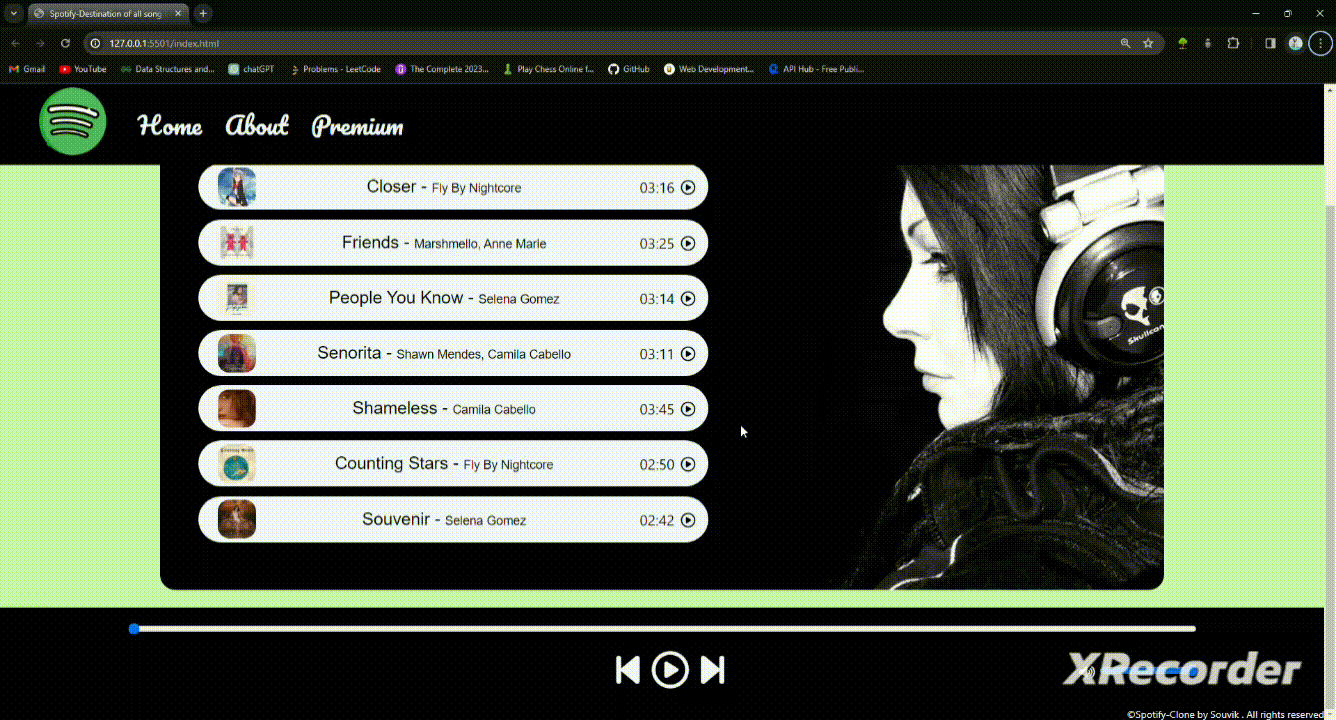 Spotify-Destination of all song
127.0.0.1:5501/index.html
Gmail YouTube Data Structures and... chatGPT Problems - LeetCode The Complete 2023... Play Chess Online f... GitHub Web Development... API Hub - Free Publi...
Home About Premium
Closer - Fly By Nightcore 03:16
Friends - Marshmello, Anne Marie 03:25
People You Know - Selena Gomez 03:14
Senorita - Shawn Mendes, Camila Cabello 03:11
Shameless - Camila Cabello 03:45
Counting Stars - Fly By Nightcore 02:50
Souvenir - Selena Gomez 02:42
Skullcan
XRecorder
©Spotify-Clone by Souvik . All rights reserved